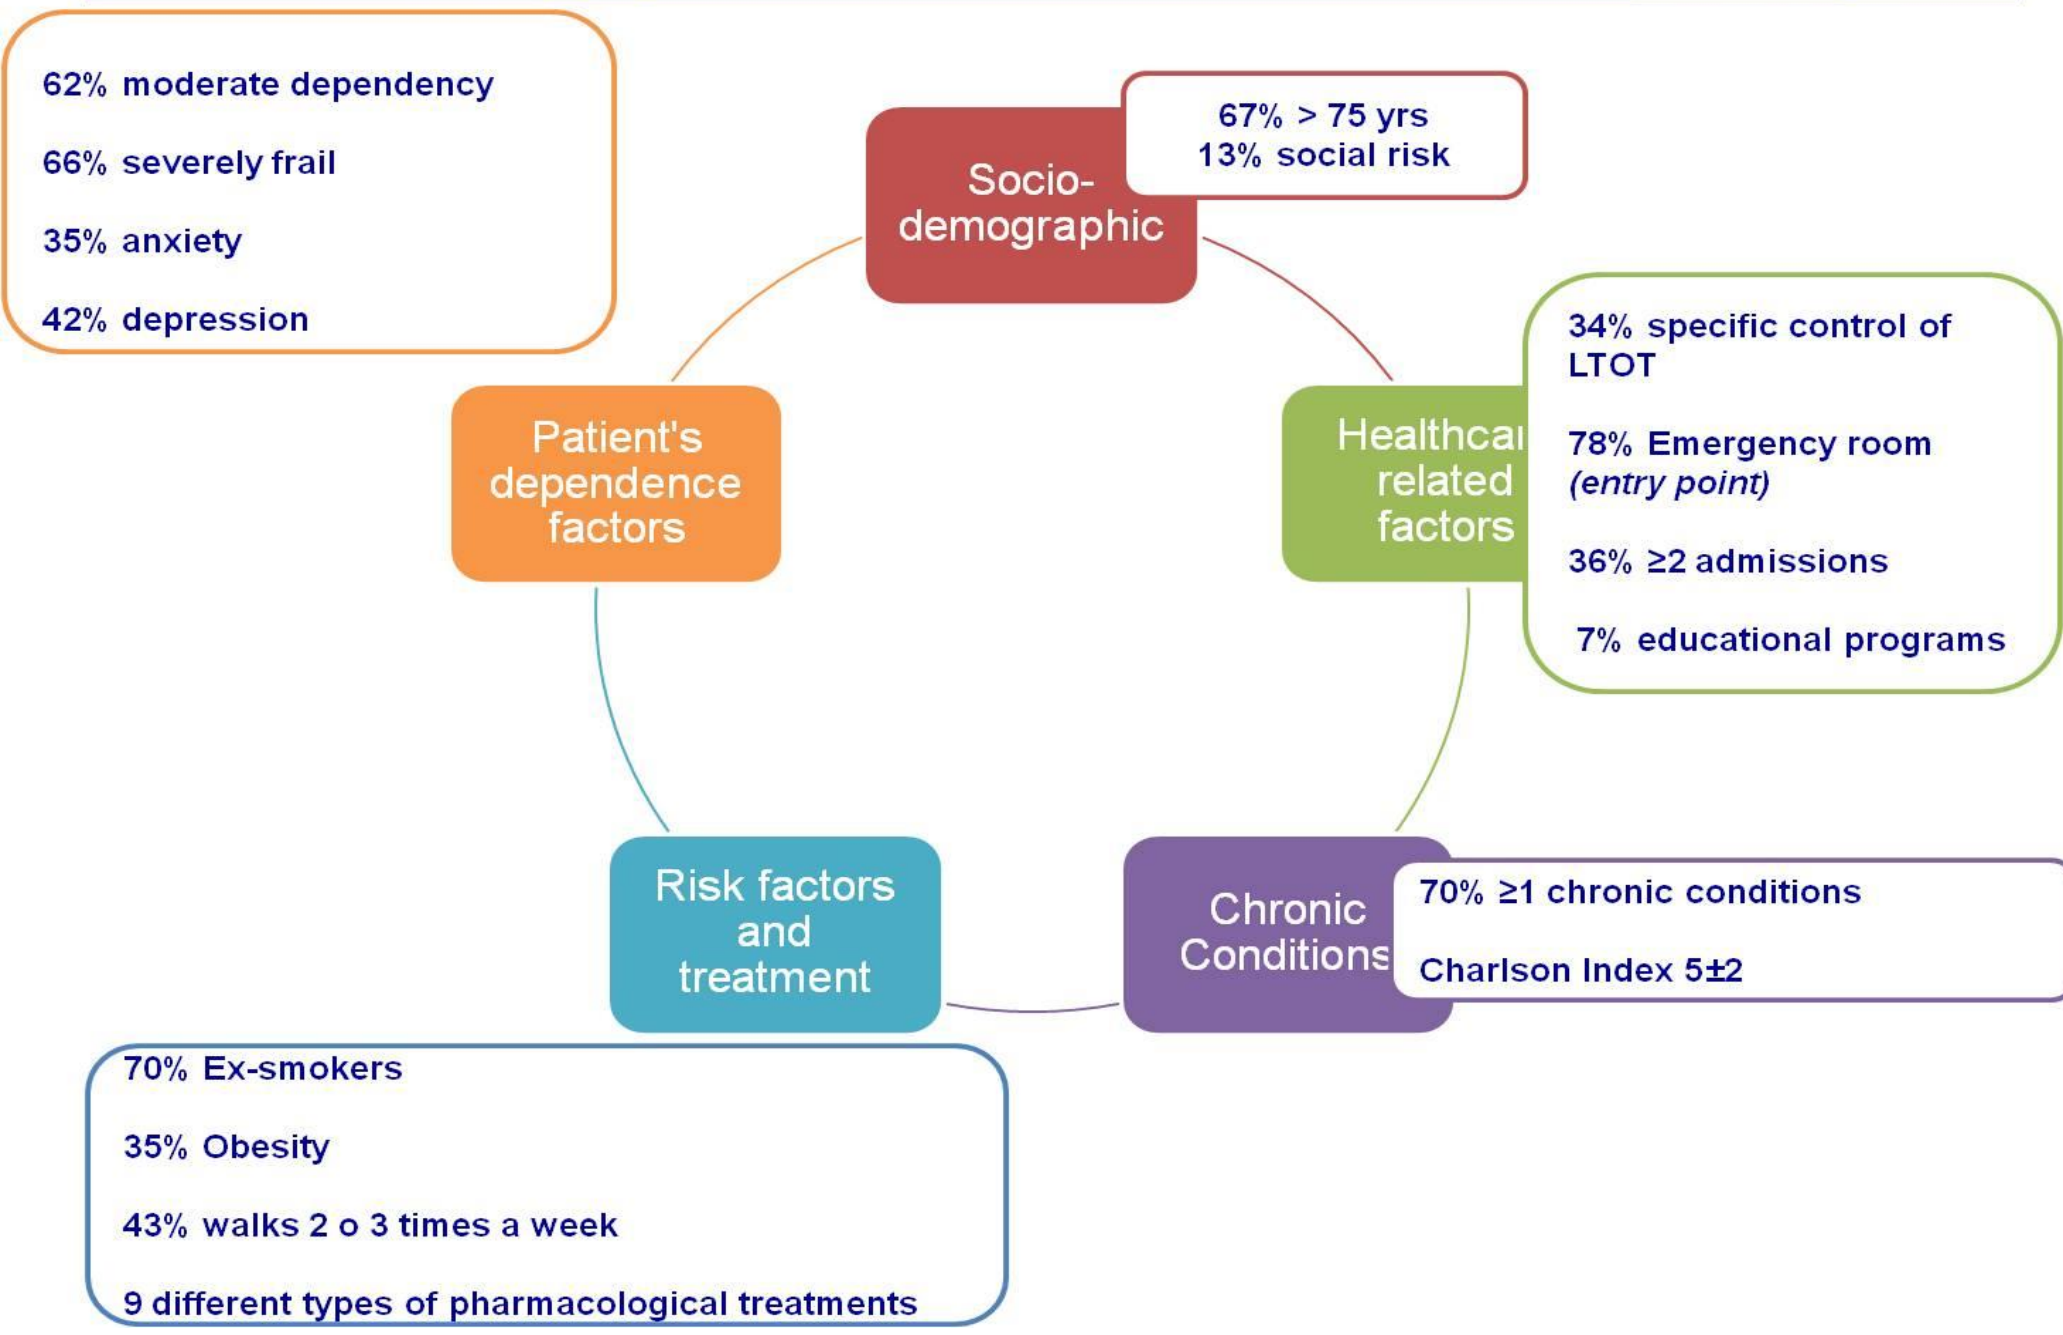 62% moderate dependency
66% severely frail
35% anxiety
42% depression
Socio-
demographic
67% > 75 yrs
13% social risk
Patient's
dependence
factors
related
factors
34% specific control of
LTOT
78% Emergency room
(entry point)
36% ≥2 admissions
7% educational programs
Risk factors
and
treatment
Chronic
Conditions
70% ≥1 chronic conditions
Charlson Index 5±2
70% Ex-smokers
35% Obesity
43% walks 2 o 3 times a week
9 different types of pharmacological treatments